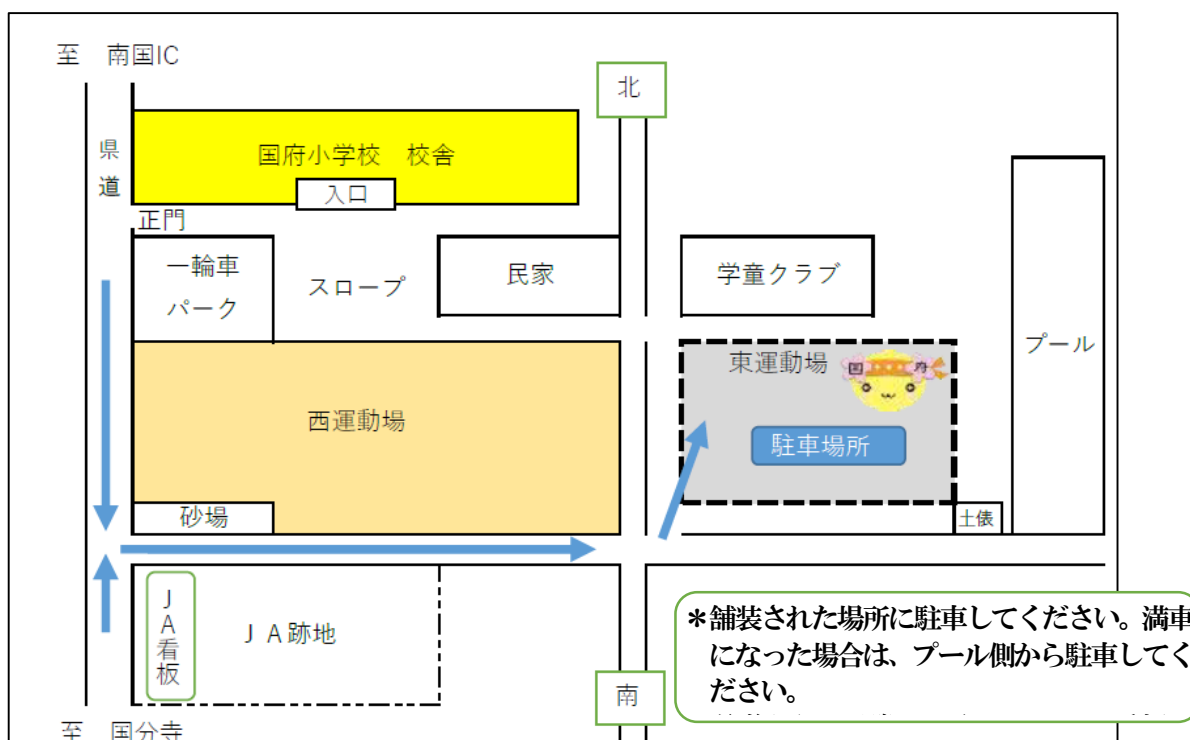 至 南国IC
北
県道
国府小学校 校舎
入口
正門
一輪車
パーク
スロープ
民家
学童クラブ
プール
東運動場
国 府
西運動場
駐車場所
砂場
土俵
JA看板
JA跡地
*舗装された場所に駐車してください。満車
になった場合は、プール側から駐車してく
ださい。
南
至 国分寺